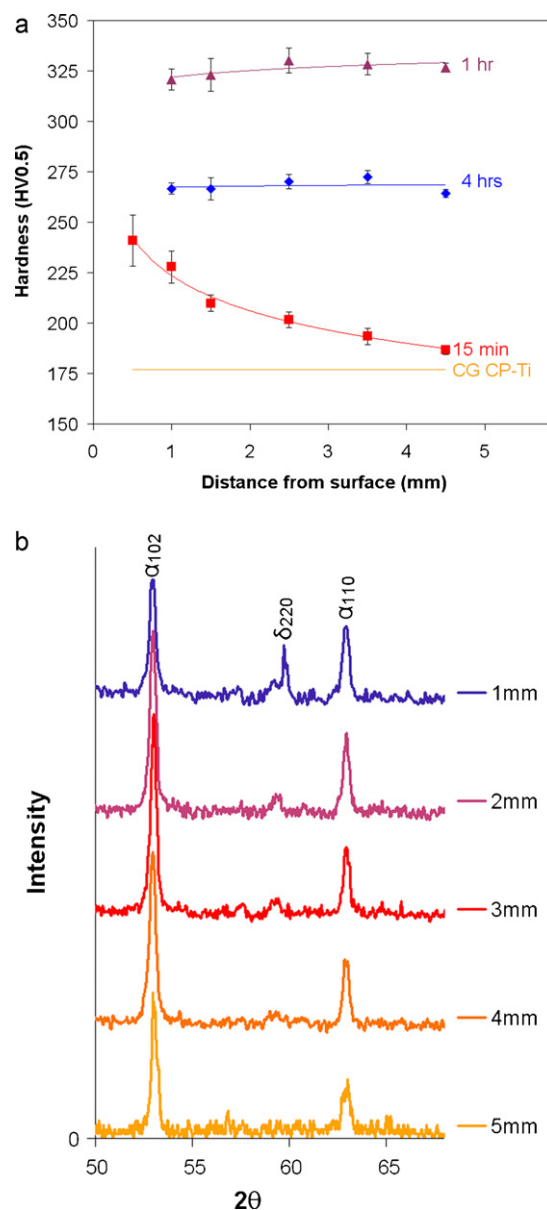 a
350
325
300
275
250
225
200
175
150
Hardness (HV0.5)
1 hr
4 hrs
15 min
CG CP-Ti
0 1 2 3 4 5
Distance from surface (mm)
b
α102
δ220
α110
1mm
2mm
3mm
4mm
5mm
Intensity
0
50 55 60 65
2θ